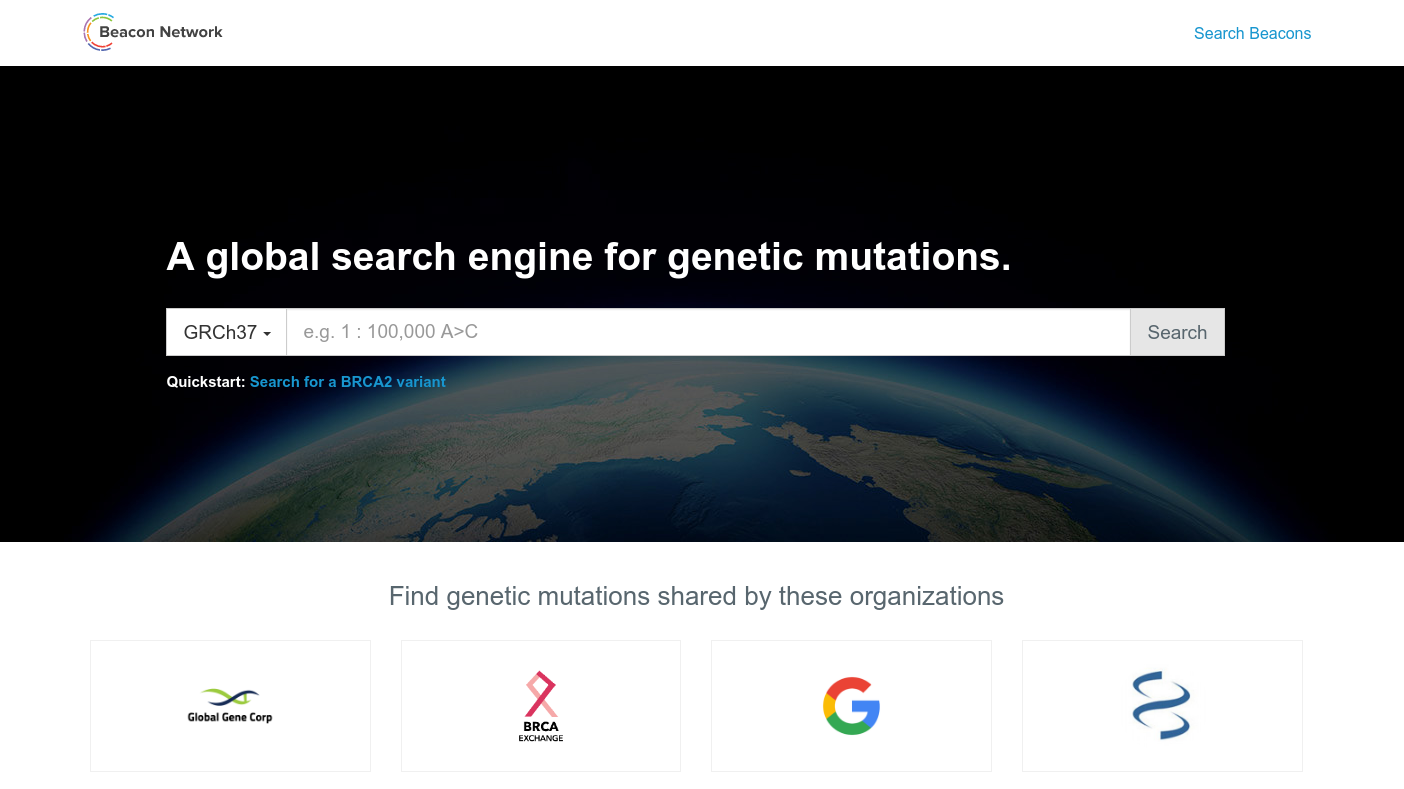 Beacon Network
Search Beacons
A global search engine for genetic mutations.
GRCh37
e.g. 1 : 100,000 A>C
Search
Quickstart: Search for a BRCA2 variant
Find genetic mutations shared by these organizations
Global Gene Corp
BRCA
EXCHANGE